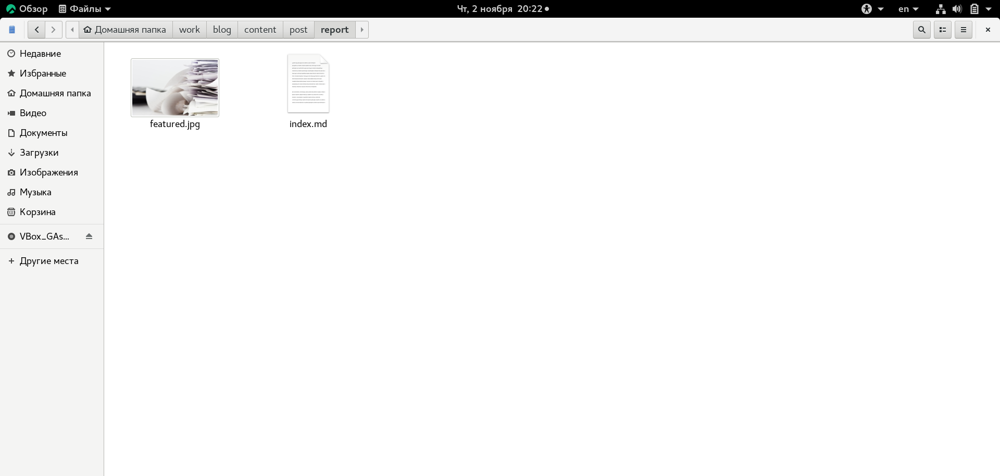 Обзор Файлы Чт, 2 ноября 20:22 en
Домашняя папка work blog content post report
Недавние
Избранные
Домашняя папка
Видео
Документы
Загрузки
Изображения
Музыка
Корзина
VBox_GAs...
Другие места
featured.jpg index.md